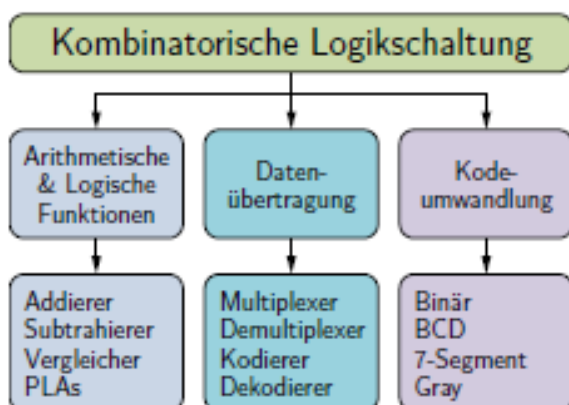 Kombinatorische Logikschaltung
Arithmetische
& Logische
Funktionen
Daten-
übertragung
Kode-
umwandlung
Addierer
Subtrahierer
Vergleicher
PLAs
Multiplexer
Demultiplexer
Kodierer
Dekodierer
Binär
BCD
7-Segment
Gray